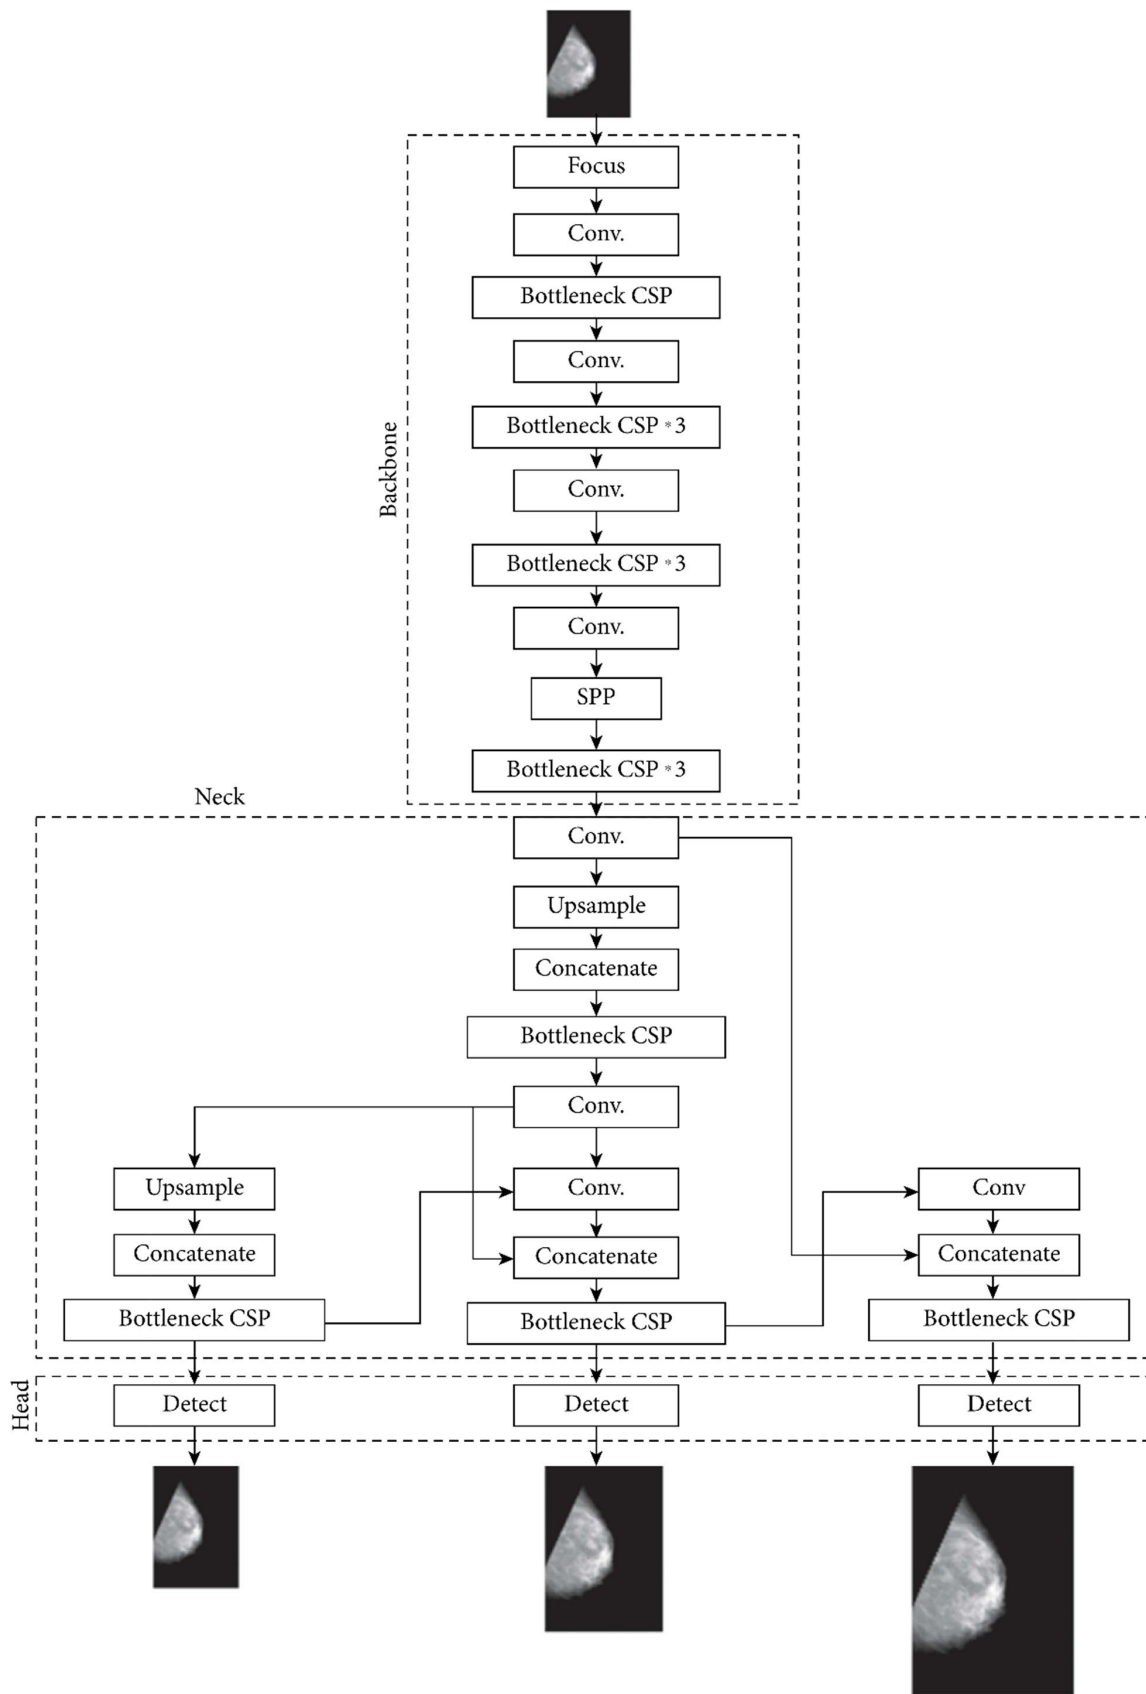 Focus
Conv.
Bottleneck CSP
Conv.
Bottleneck CSP *3
Backbone
Conv.
Bottleneck CSP *3
Conv.
SPP
Bottleneck CSP *3
Neck
Conv.
Upsample
Concatenate
Bottleneck CSP
Conv.
Upsample
Conv.
Conv
Concatenate
Concatenate
Concatenate
Bottleneck CSP
Bottleneck CSP
Bottleneck CSP
Head
Detect
Detect
Detect